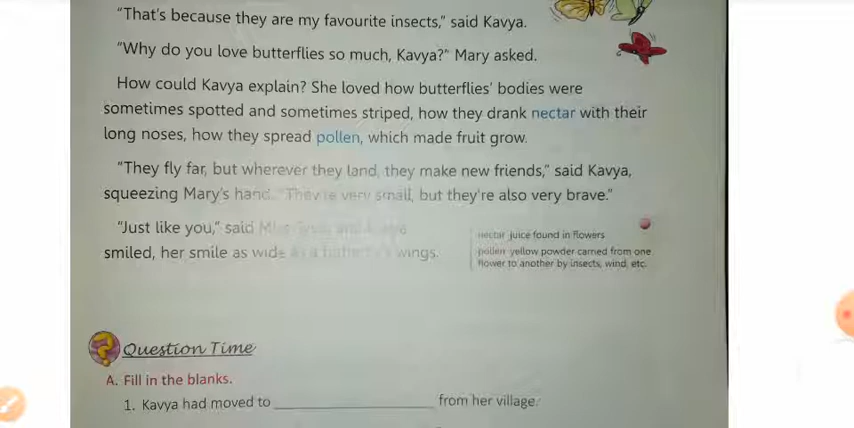 “That's because they are my favourite insects,” said Kavya.
“Why do you love butterflies so much, Kavya?” Mary asked.
How could Kavya explain? She loved how butterflies' bodies were
sometimes spotted and sometimes striped, how they drank nectar with their
long noses, how they spread pollen, which made fruit grow.
“They fly far, but wherever they land, they make new friends,” said Kavya,
squeezing Mary's hand. “They're very small, but they're also very brave.”
“Just like you,” said
smiled, her smile as wide as a butterfly's wings.
nectar juice found in flowers
pollen yellow powder carried from one
flower to another by insects, wind, etc.
Question Time
A. Fill in the blanks.
1. Kavya had moved to ____________________ from her village.